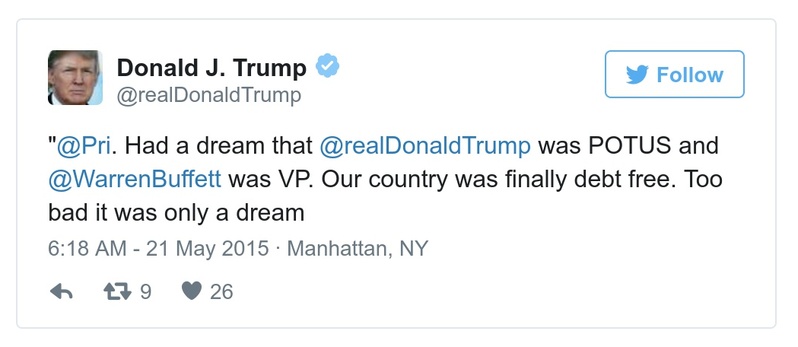 Donald J. Trump
@realDonaldTrump
Follow
"@Pri. Had a dream that @realDonaldTrump was POTUS and
@WarrenBuffett was VP. Our country was finally debt free. Too
bad it was only a dream
6:18 AM - 21 May 2015 · Manhattan, NY
9 26